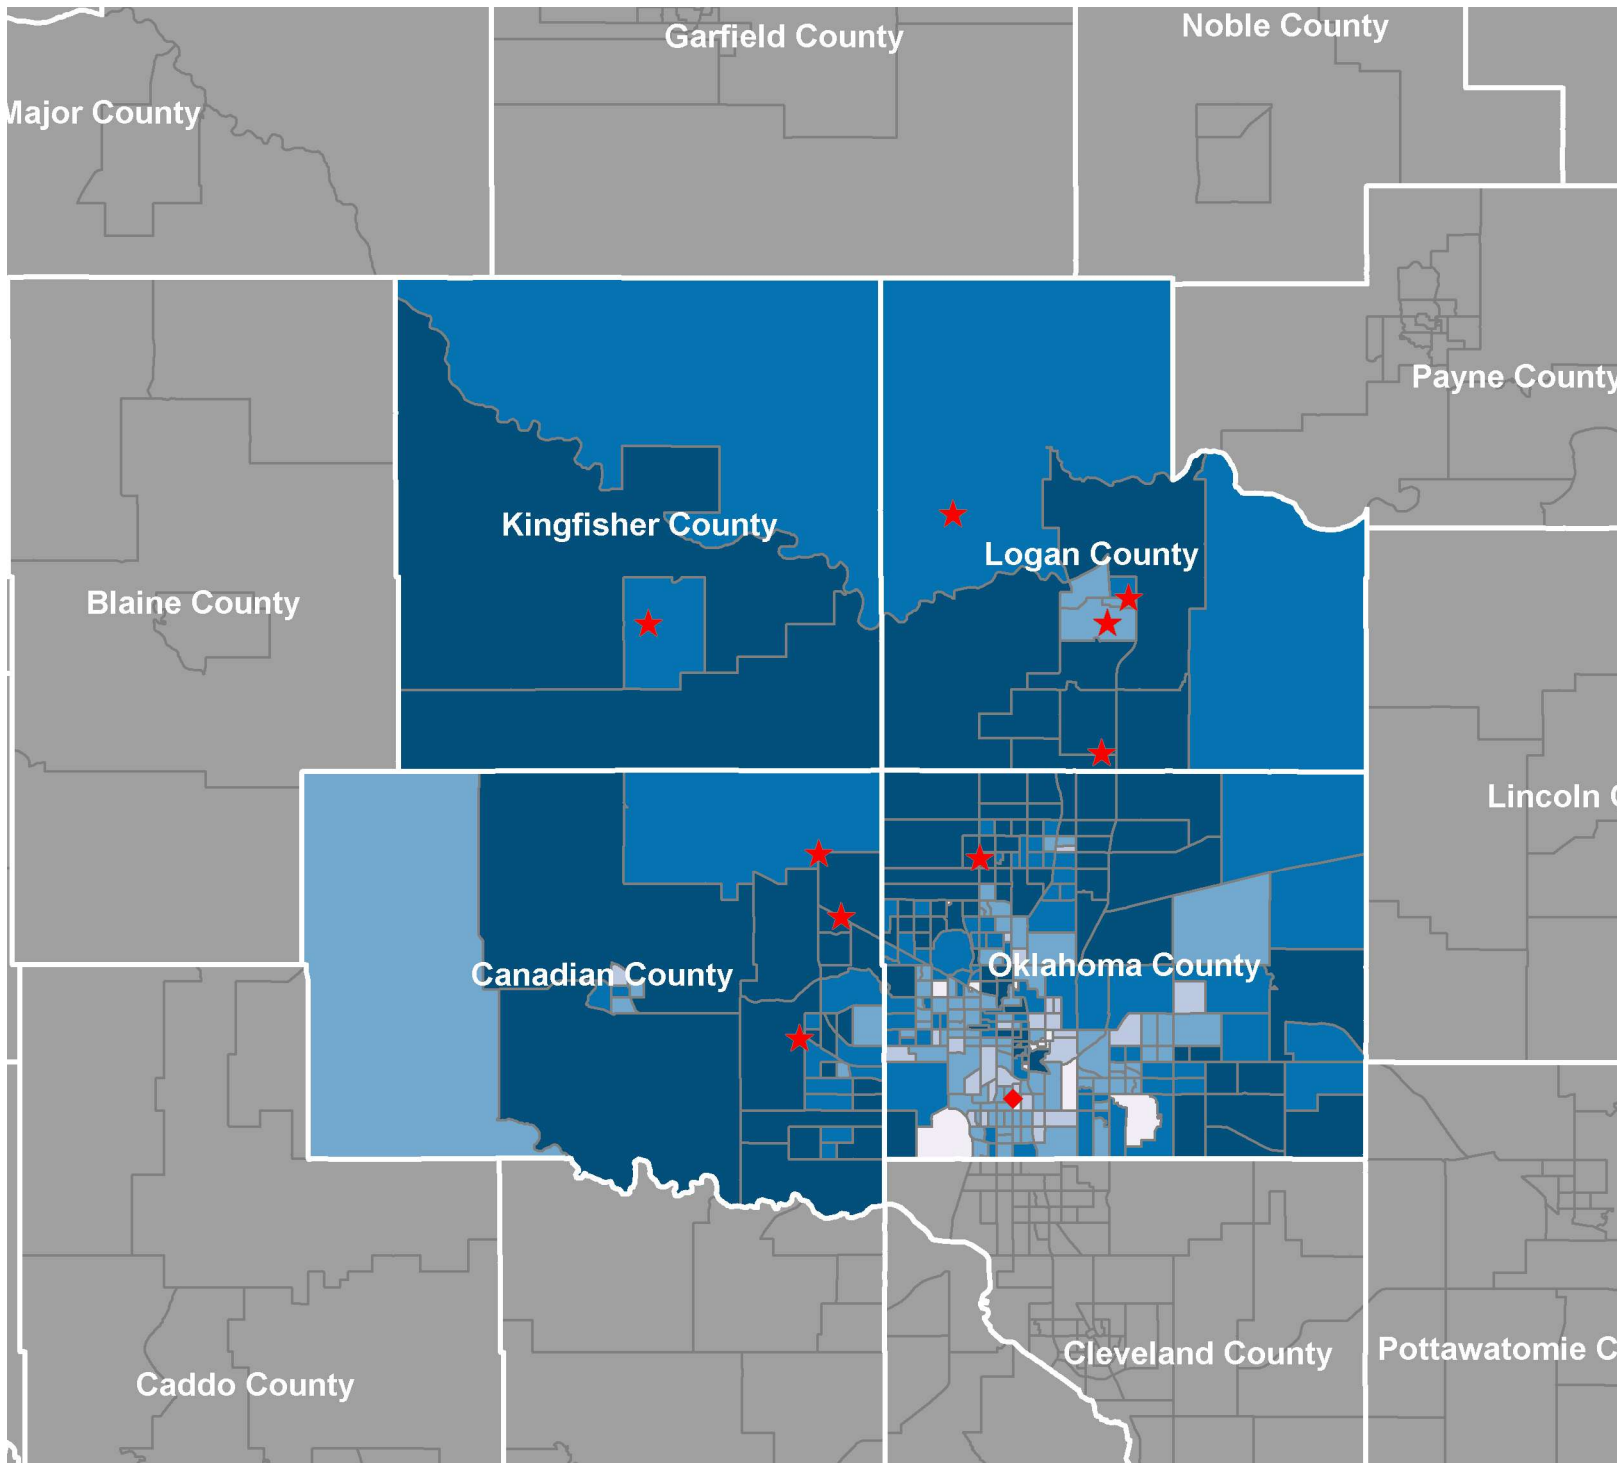 Noble County
Garfield County
Major County
Payne County
Kingfisher County
Logan County
Blaine County
Lincoln C
Canadian County
Oklahoma County
Cleveland County
Pottawatomie C
Caddo County